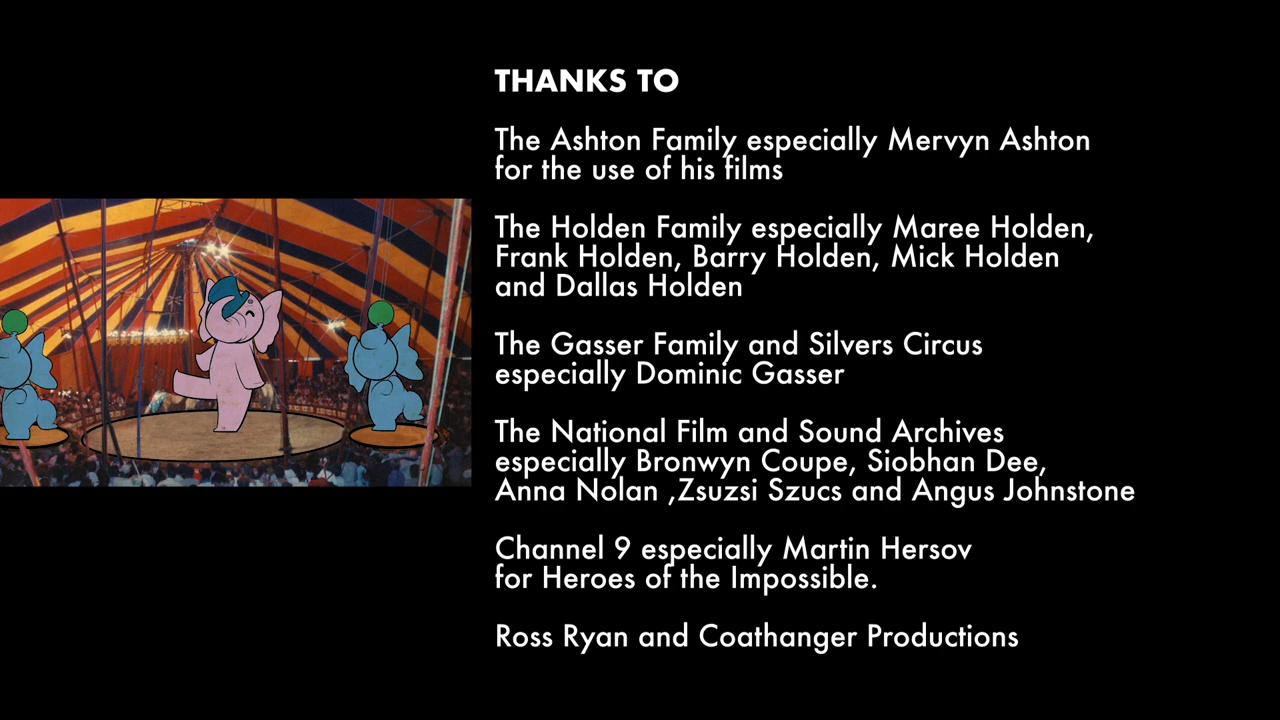 THANKS TO
The Ashton Family especially Mervyn Ashton
for the use of his films
The Holden Family especially Maree Holden,
Frank Holden, Barry Holden, Mick Holden
and Dallas Holden
The Gasser Family and Silvers Circus
especially Dominic Gasser
The National Film and Sound Archives
especially Bronwyn Coupe, Siobhan Dee,
Anna Nolan ,Zsuzsi Szucs and Angus Johnstone
Channel 9 especially Martin Hersov
for Heroes of the Impossible.
Ross Ryan and Coathanger Productions